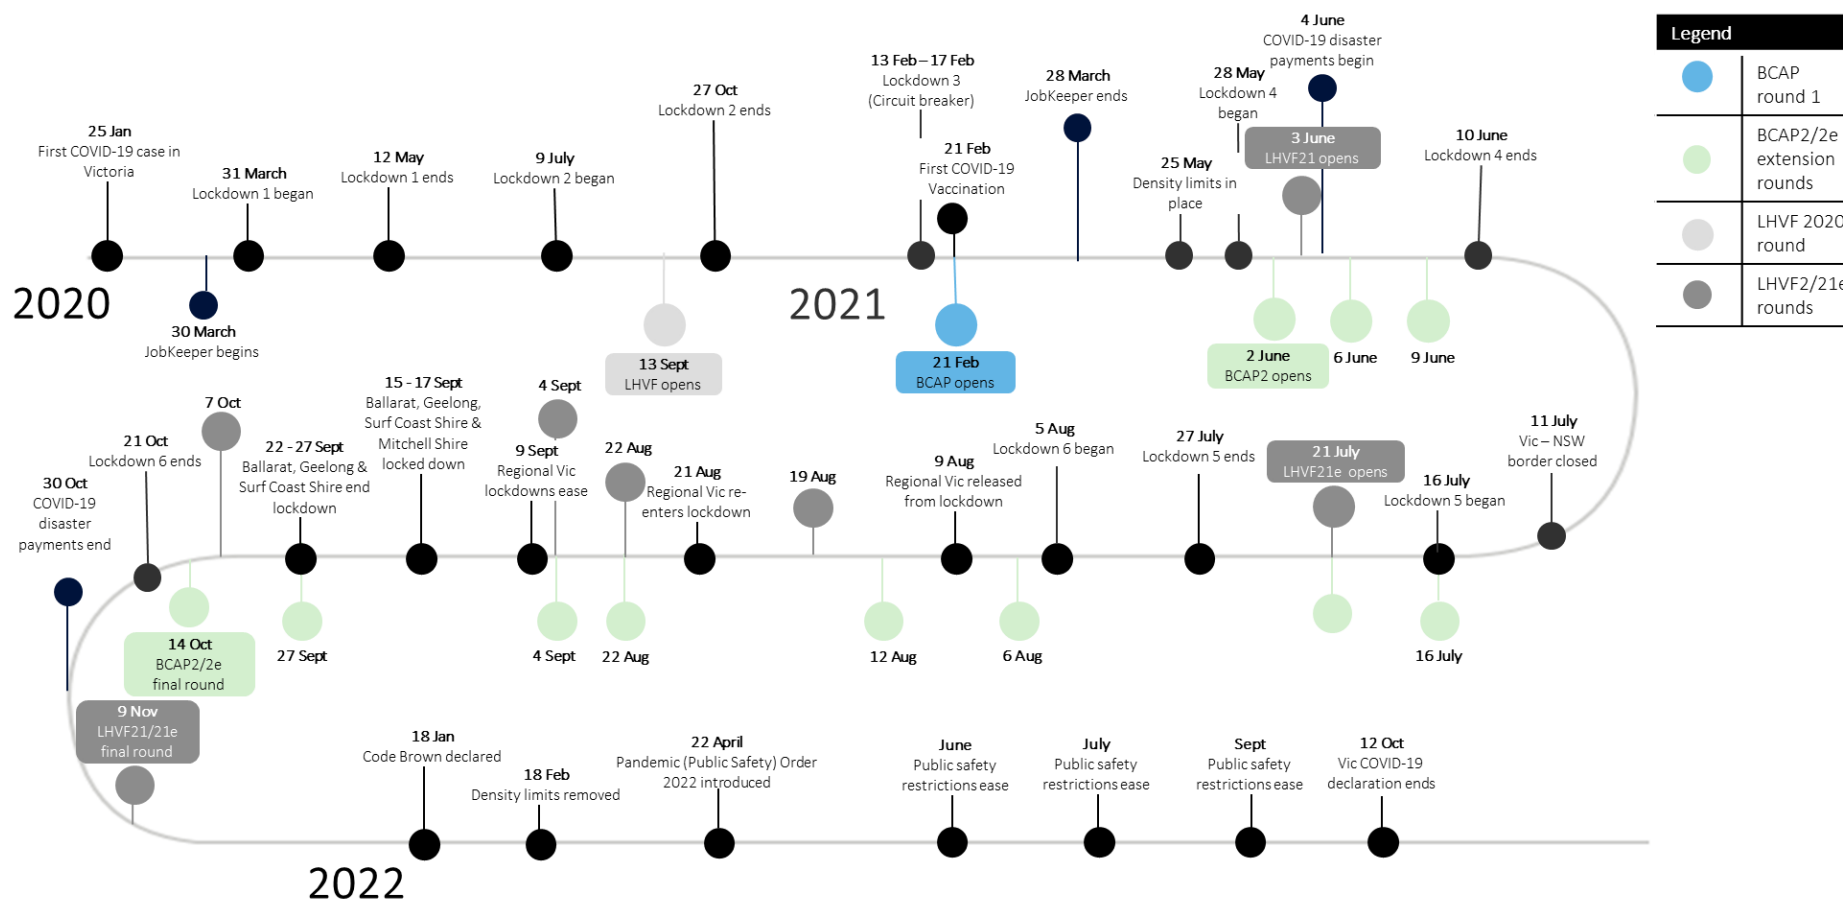 25 Jan
First COVID-19 case in
Victoria
30 March
JobKeeper begins
31 March
Lockdown 1 began
12 May
Lockdown 1 ends
9 July
Lockdown 2 began
13 Sept
LHVF opens
27 Oct
Lockdown 2 ends
2020
2021
13 Feb – 17 Feb
Lockdown 3
(Circuit breaker)
21 Feb
First COVID-19
Vaccination
21 Feb
BCAP opens
28 March
JobKeeper ends
25 May
Density limits in
place
28 May
Lockdown 4
began
2 June
BCAP2 opens
3 June
LHVF21 opens
4 June
COVID-19 disaster
payments begin
6 June
9 June
10 June
Lockdown 4 ends
Legend
BCAP
round 1
BCAP2/2e
extension
rounds
LHVF 2020
round
LHVF2/21e
rounds
11 July
Vic – NSW
border closed
16 July
Lockdown 5 began
16 July
21 July
LHVF21e opens
27 July
Lockdown 5 ends
5 Aug
Lockdown 6 began
6 Aug
9 Aug
Regional Vic released
from lockdown
12 Aug
19 Aug
21 Aug
Regional Vic re-
enters lockdown
22 Aug
22 Aug
4 Sept
4 Sept
9 Sept
Regional Vic
lockdowns ease
15 - 17 Sept
Ballarat, Geelong,
Surf Coast Shire &
Mitchell Shire
locked down
22 - 27 Sept
Ballarat, Geelong &
Surf Coast Shire end
lockdown
27 Sept
7 Oct
14 Oct
BCAP2/2e
final round
21 Oct
Lockdown 6 ends
30 Oct
COVID-19
disaster
payments end
9 Nov
LHVF21/21e
final round
2022
18 Jan
Code Brown declared
18 Feb
Density limits removed
22 April
Pandemic (Public Safety) Order
2022 introduced
June
Public safety
restrictions ease
July
Public safety
restrictions ease
Sept
Public safety
restrictions ease
12 Oct
Vic COVID-19
declaration ends